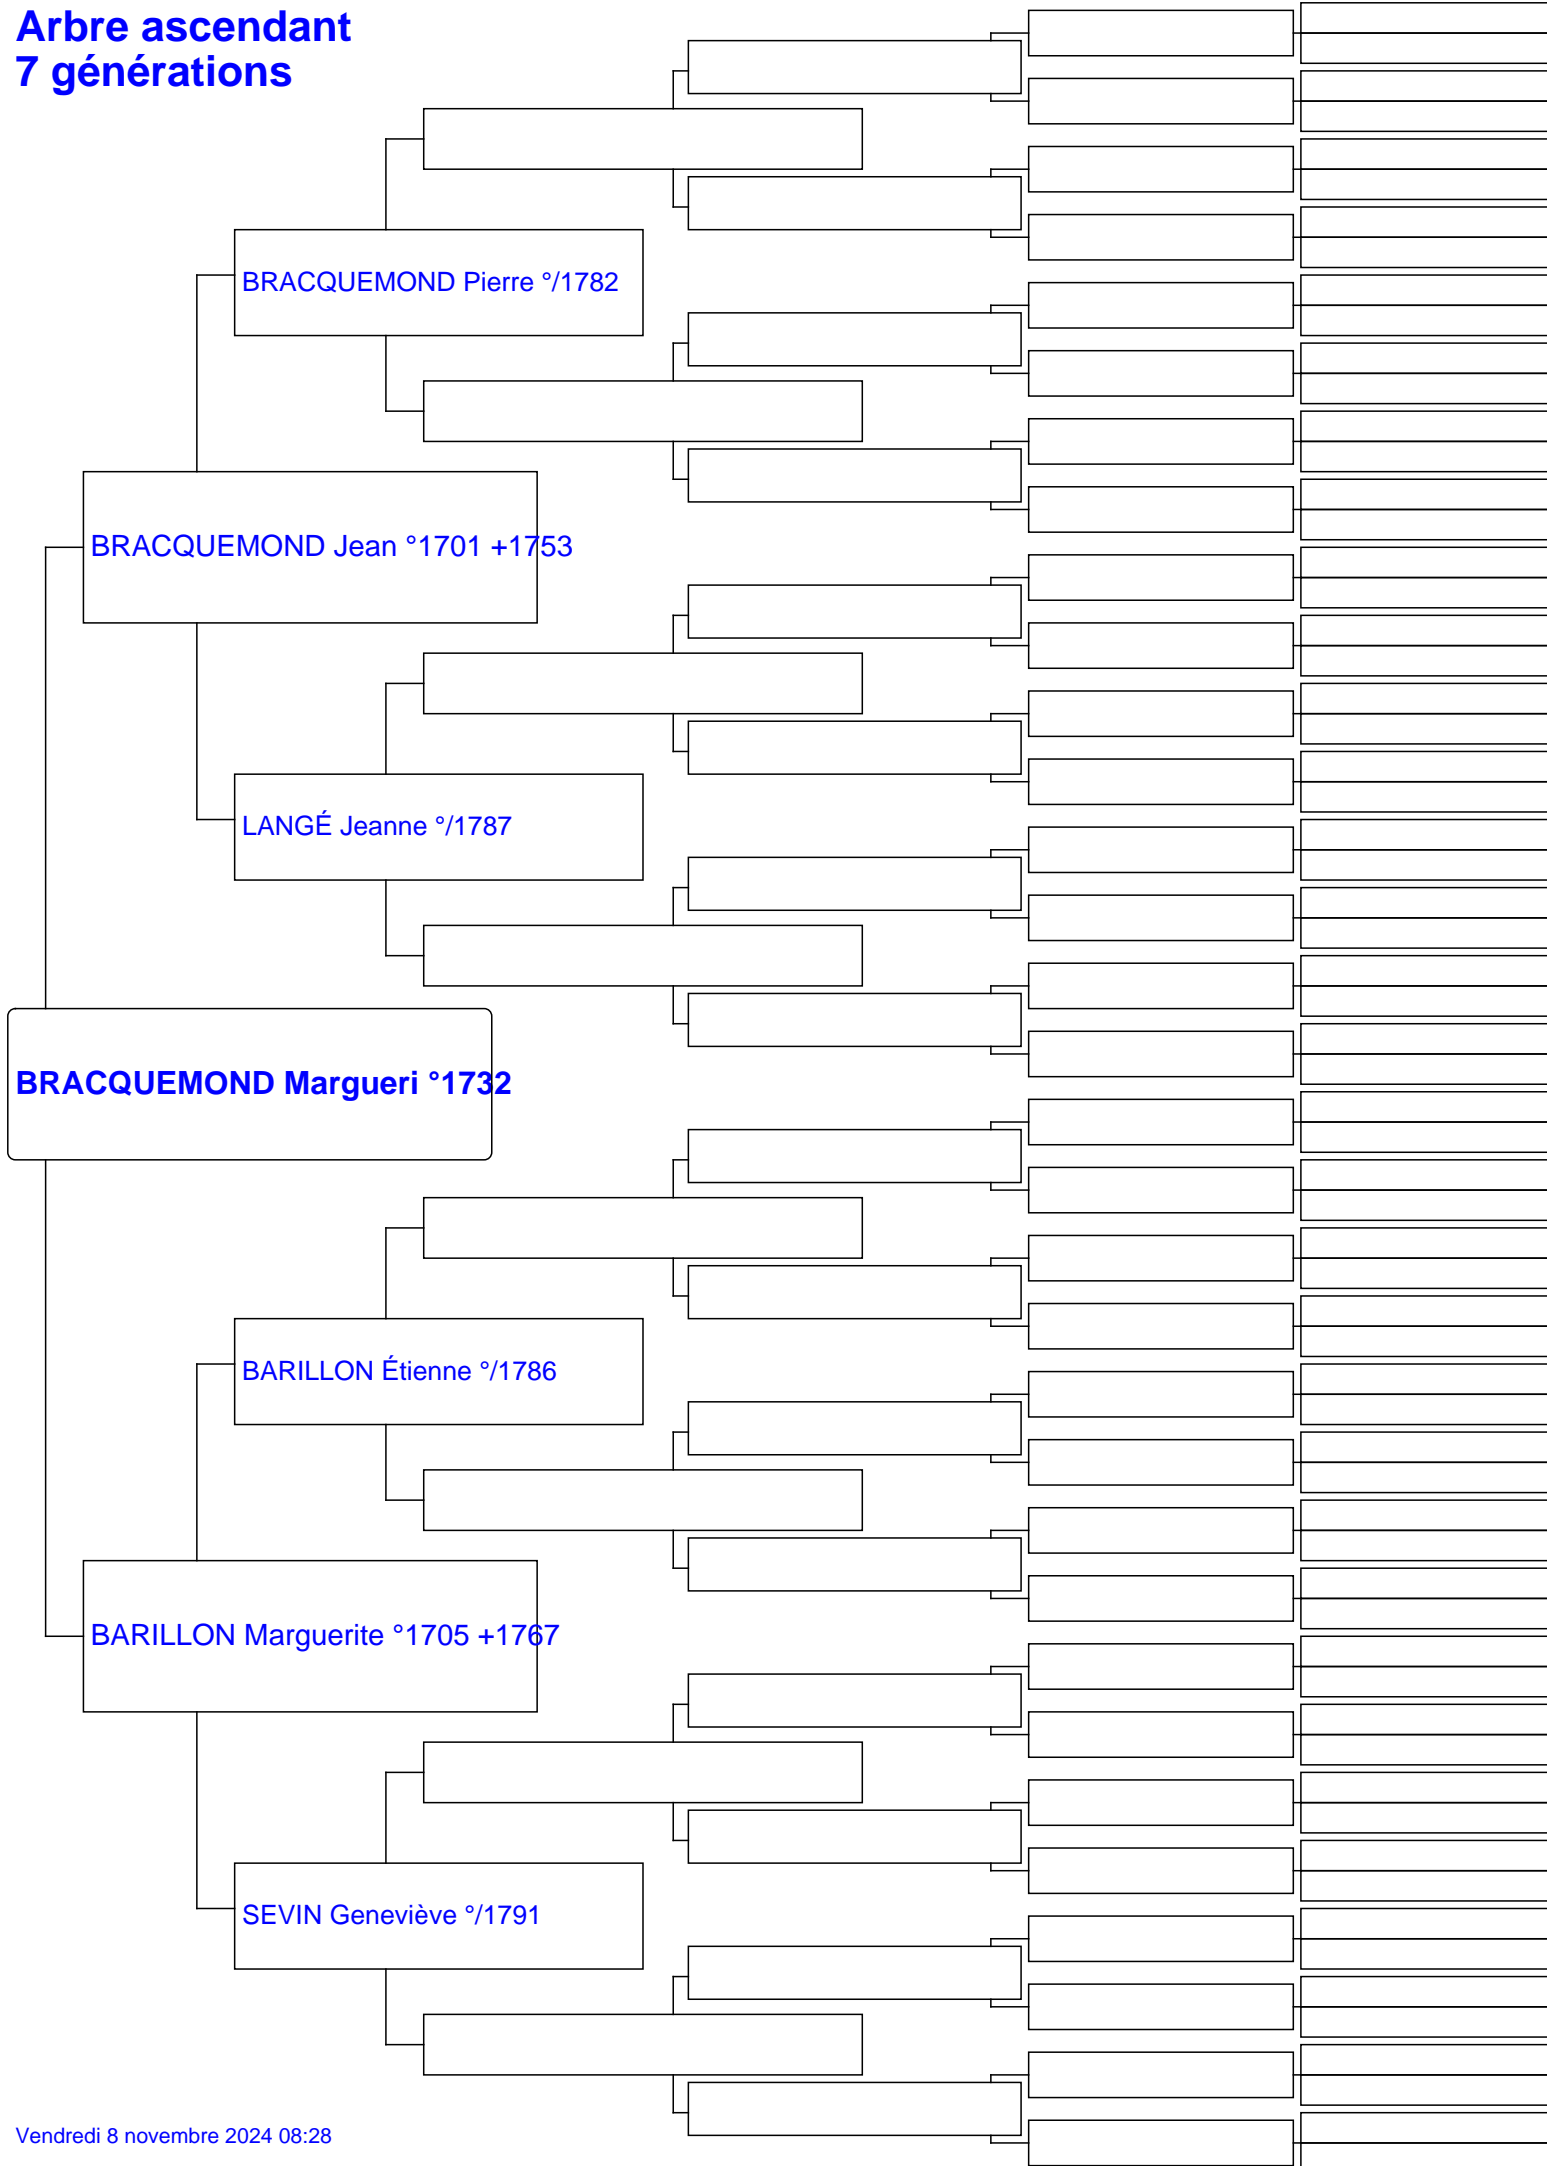 Arbre ascendant
7 générations
BRACQUEMOND Pierre °/1782
BRACQUEMOND Jean °1701 +1753
LANGÉ Jeanne °/1787
BRACQUEMOND Margueri °1732
BARILLON Étienne °/1786
BARILLON Marguerite °1705 +1767
SEVIN Geneviève °/1791
Vendredi 8 novembre 2024 08:28